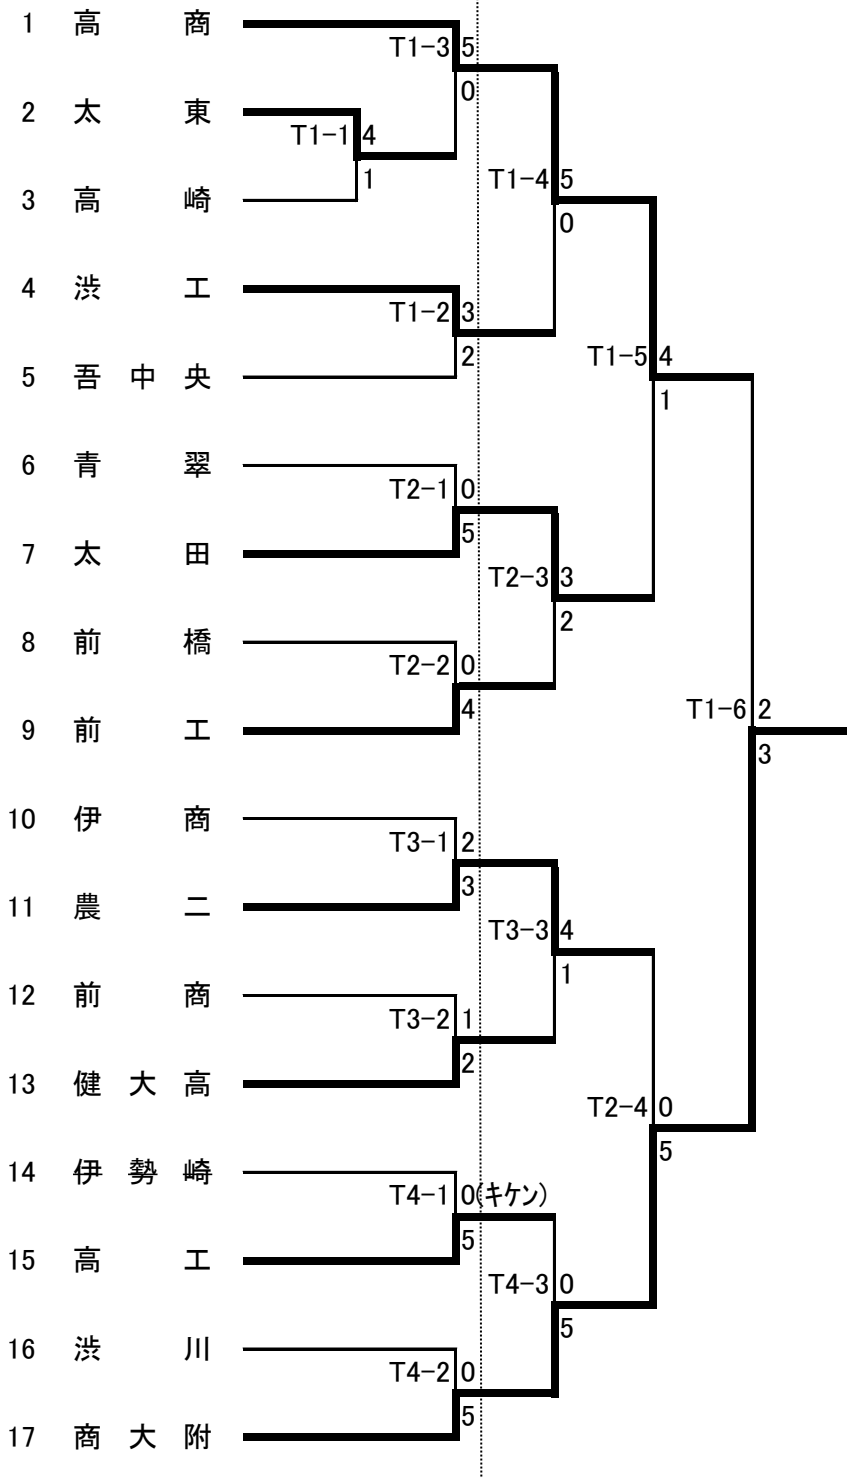 1 高商
T1-3 5
0
2 太東
T1-1 4
1
3 高崎
T1-4 5
0
4 渋工
T1-2 3
2
5 吾中央
T1-5 4
1
6 青翠
T2-1 0
5
7 太田
T2-3 3
2
8 前橋
T2-2 0
4
9 前工
T1-6 2
3
10 伊商
T3-1 2
3
11 農二
T3-3 4
1
12 前商
T3-2 1
2
13 健大高
T2-4 0
5
14 伊勢崎
T4-1 0(キケン)
5
15 高工
T4-3 0
5
16 渋川
T4-2 0
5
17 商大附